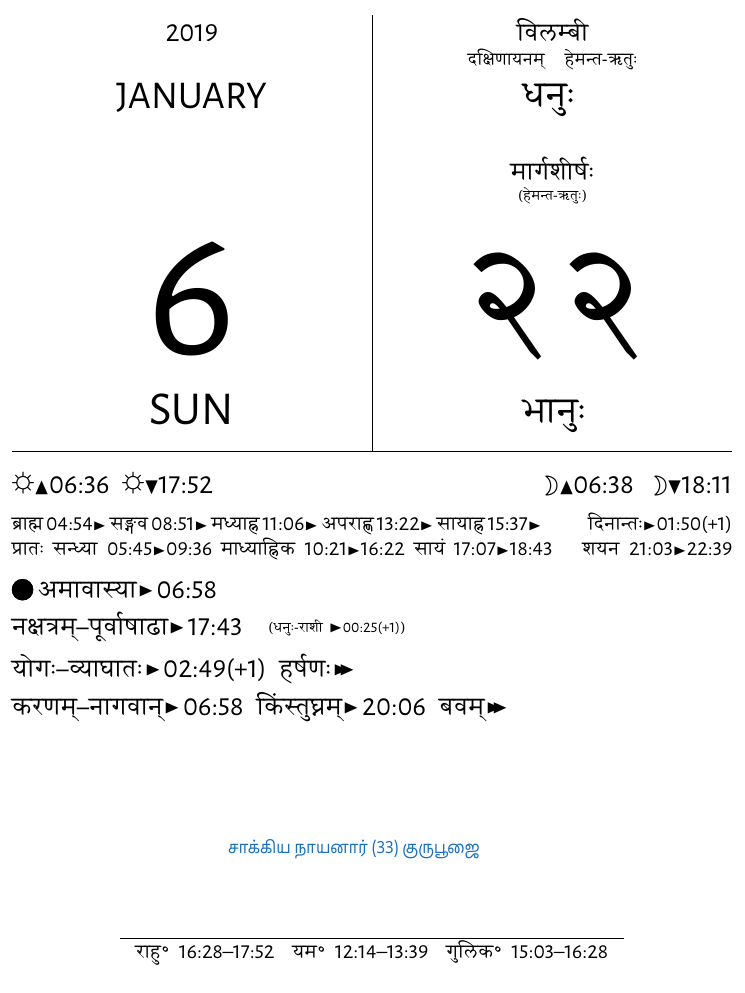 2019
JANUARY
6
SUN
विलम्बी
दक्षिणायनम् हेमन्त-ऋतुः
धनुः
मार्गशीर्षः
(हेमन्त-ऋतुः)
२२
भानुः
☼▲06:36 ☼▼17:52 ☽▲06:38 ☽▼18:11
ब्राह्म 04:54► सङ्गव 08:51► मध्याह्न 11:06► अपराह्ण 13:22► सायाह्न 15:37► दिनान्तः►01:50(+1)
प्रातः सन्ध्या 05:45►09:36 माध्याह्निक 10:21►16:22 सायं 17:07►18:43 शयन 21:03►22:39
●अमावास्या►06:58
नक्षत्रम्–पूर्वाषाढा►17:43 (धनुः-राशी ►00:25(+1))
योगः–व्याघातः►02:49(+1) हर्षणः►►
करणम्–नागवान्►06:58 किंस्तुघ्नम्►20:06 बवम्►►
சாக்கிய நாயனார் (33) குருபூஜை
राहु॰ 16:28–17:52 यम॰ 12:14–13:39 गुलिक॰ 15:03–16:28